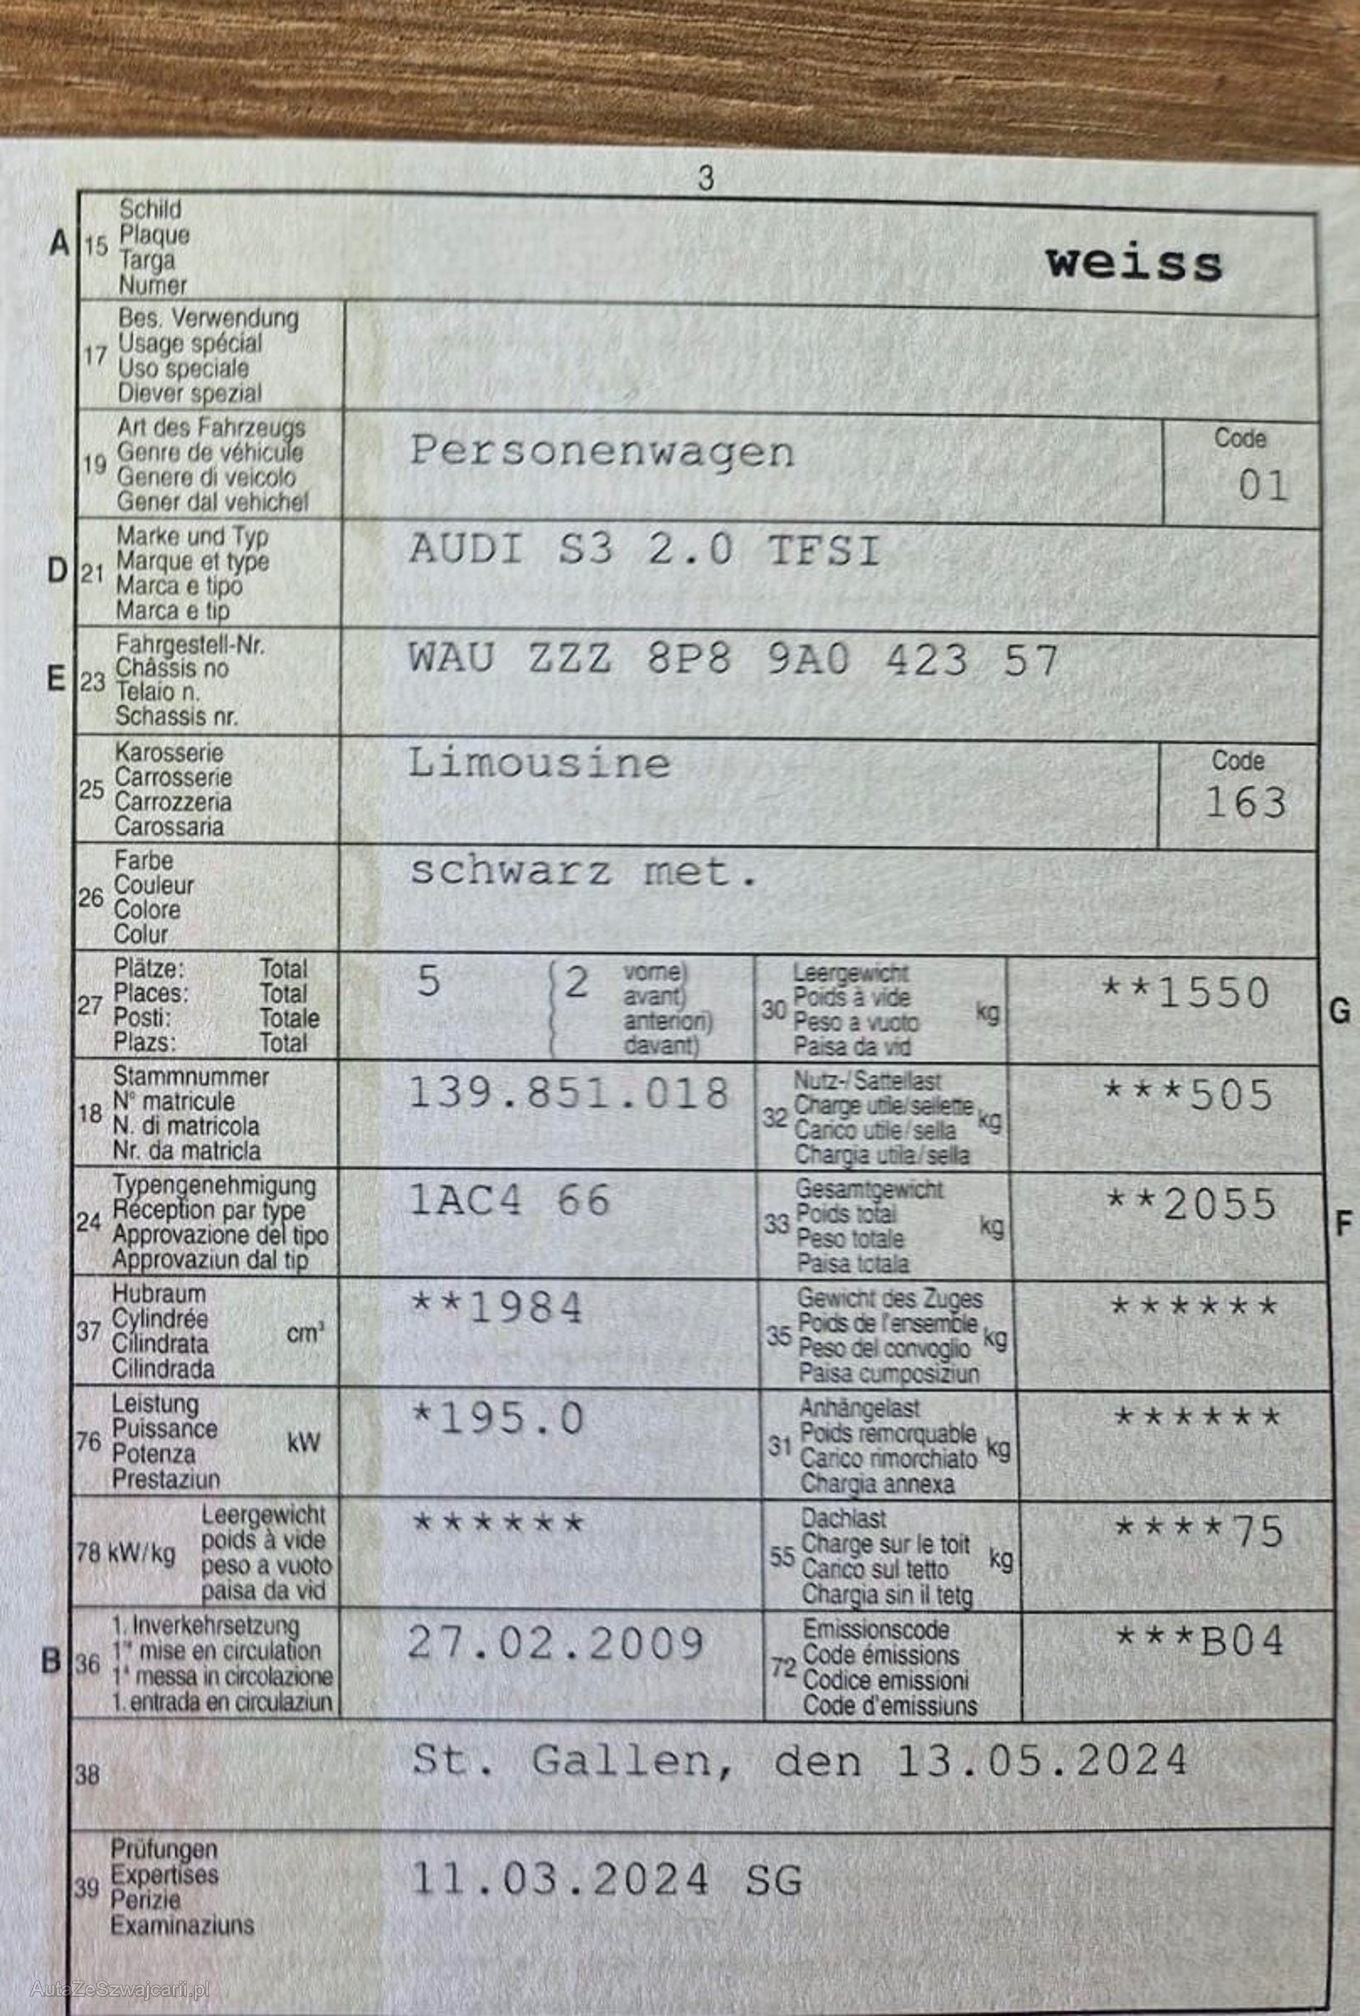 3
A 15 Schild
Plaque
Targa
Numer
weiss
17 Bes. Verwendung
Usage spécial
Uso speciale
Diever spezial
19 Art des Fahrzeugs
Genre de véhicule
Genere di veicolo
Gener dal vehichel
Personenwagen
Code
01
D 21 Marke und Typ
Marque et type
Marca e tipo
Marca e tip
AUDI S3 2.0 TFSI
E 23 Fahrgestell-Nr.
Châssis no
Telaio n.
Schassis nr.
WAU ZZZ 8P8 9A0 423 57
25 Karosserie
Carrosserie
Carrozzeria
Carossaria
Limousine
Code
163
26 Farbe
Couleur
Colore
Colur
schwarz met.
27 Plätze: Total
Places: Total
Posti: Totale
Plazs: Total
5 (2 vorne)
( avant)
( anteriori)
( davant)
30 Leergewicht
Poids à vide kg
Peso a vuoto
Paisa da vid
**1550
G
18 Stammnummer
N° matricule
N. di matricola
Nr. da matricla
139.851.018
32 Nutz-/Sattellast
Charge utile/sellette kg
Carico utile/sella
Chargia utila/sella
***505
24 Typengenehmigung
Réception par type
Approvazione del tipo
Approvaziun dal tip
1AC4 66
33 Gesamtgewicht
Poids total kg
Peso totale
Paisa totala
**2055
F
37 Hubraum
Cylindrée cm³
Cilindrata
Cilindrada
**1984
35 Gewicht des Zuges
Poids de l'ensemble kg
Peso del convoglio
Paisa cumposiziun
******
76 Leistung
Puissance kW
Potenza
Prestaziun
*195.0
31 Anhängelast
Poids remorquable kg
Carico rimorchiato
Chargia annexa
******
78 kW/kg Leergewicht
poids à vide
peso a vuoto
paisa da vid
******
55 Dachlast
Charge sur le toit kg
Carico sul tetto
Chargia sin il tetg
****75
B 36 1. Inverkehrsetzung
1re mise en circulation
1a messa in circolazione
1. entrada en circulaziun
27.02.2009
72 Emissionscode
Code émissions
Codice emissioni
Code d'emissiuns
***B04
38 St. Gallen, den 13.05.2024
39 Prüfungen
Expertises
Perizie
Examinaziuns
11.03.2024 SG
AutaZeSzwajcarii.pl